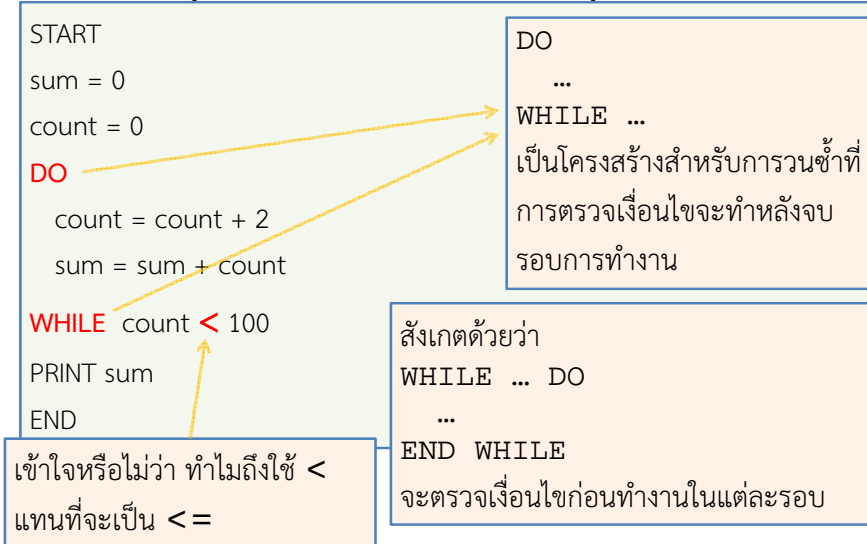 START
sum = 0
count = 0
DO
count = count + 2
sum = sum + count
WHILE count < 100
PRINT sum
END
DO
…
WHILE …
เป็นโครงสร้างสำหรับการวนซ้ำที่
การตรวจเงื่อนไขจะทำหลังจบ
รอบการทำงาน
สังเกตด้วยว่า
WHILE … DO
…
END WHILE
จะตรวจเงื่อนไขก่อนทำงานในแต่ละรอบ
เข้าใจหรือไม่ว่า ทำไมถึงใช้ <
แทนที่จะเป็น <=